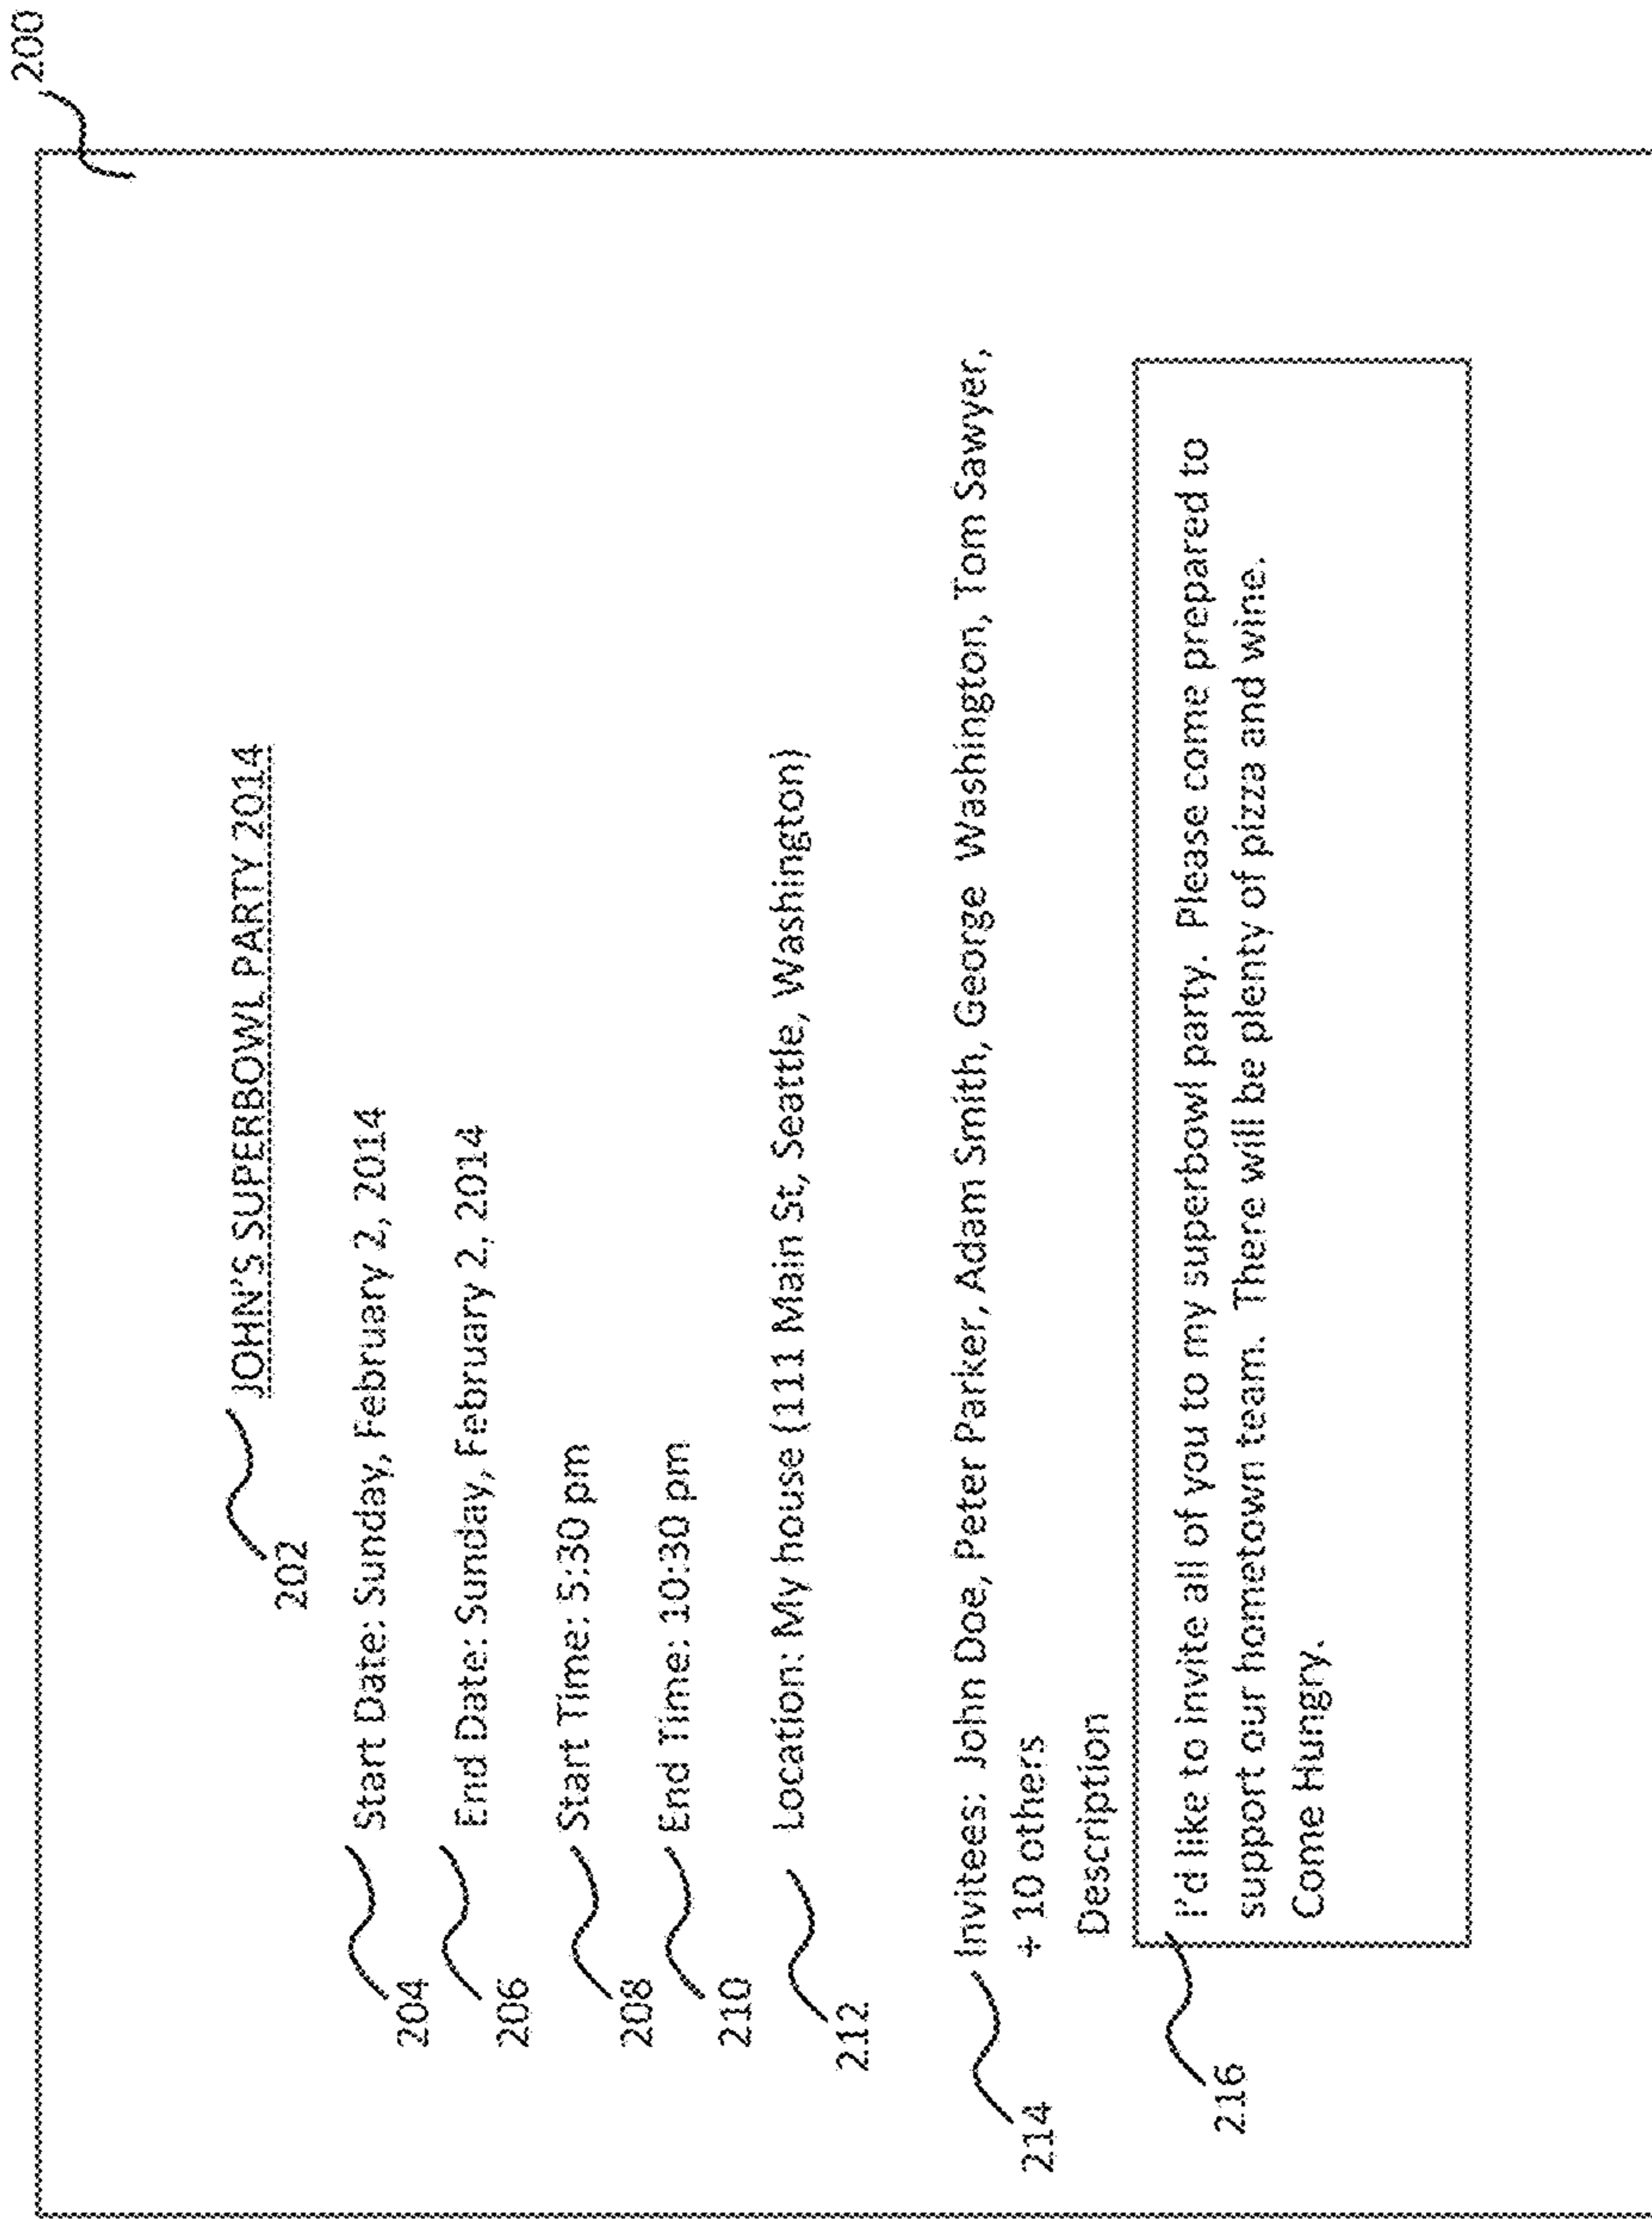 200
202 JOHN'S SUPERBOWL PARTY 2014
204 Start Date: Sunday, February 2, 2014
206 End Date: Sunday, February 2, 2014
208 Start Time: 5:30 pm
210 End Time: 10:30 pm
212 Location: My house (111 Main St, Seattle, Washington)
214 Invitees: John Doe, Peter Parker, Adam Smith, George Washington, Tom Sawyer,
+ 10 others
Description
216 I'd like to invite all of you to my superbowl party. Please come prepared to
support our hometown team. There will be plenty of pizza and wine.
Come Hungry.